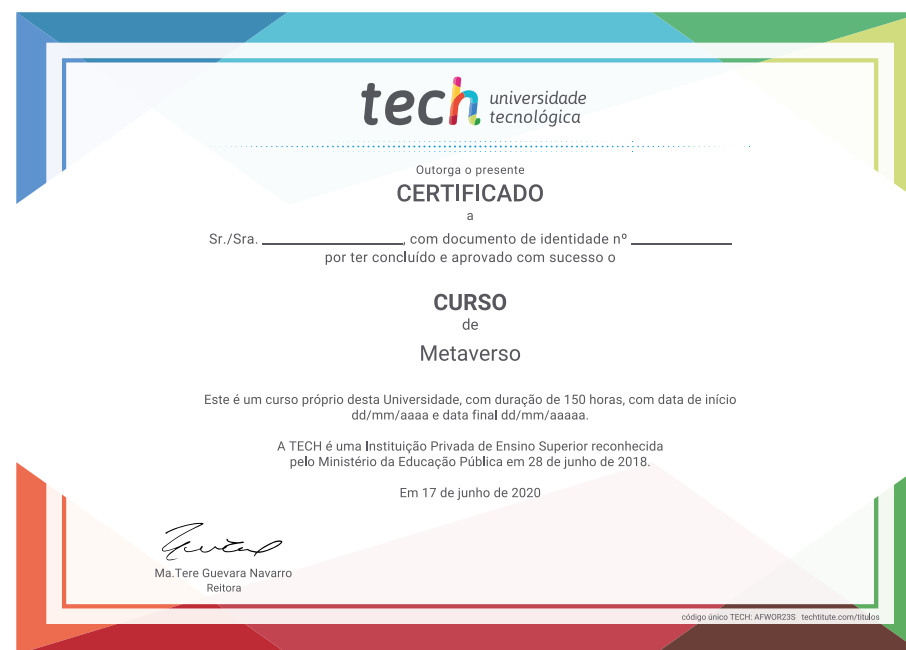 tech universidade
tecnológica
Outorga o presente
CERTIFICADO
a
Sr./Sra. ________________, com documento de identidade nº ____________
por ter concluído e aprovado com sucesso o
CURSO
de
Metaverso
Este é um curso próprio desta Universidade, com duração de 150 horas, com data de início
dd/mm/aaaa e data final dd/mm/aaaaa.
A TECH é uma Instituição Privada de Ensino Superior reconhecida
pelo Ministério da Educação Pública em 28 de junho de 2018.
Em 17 de junho de 2020
Ma.Tere Guevara Navarro
Reitora
código único TECH: AFWOR23S techtitute.com/titulos